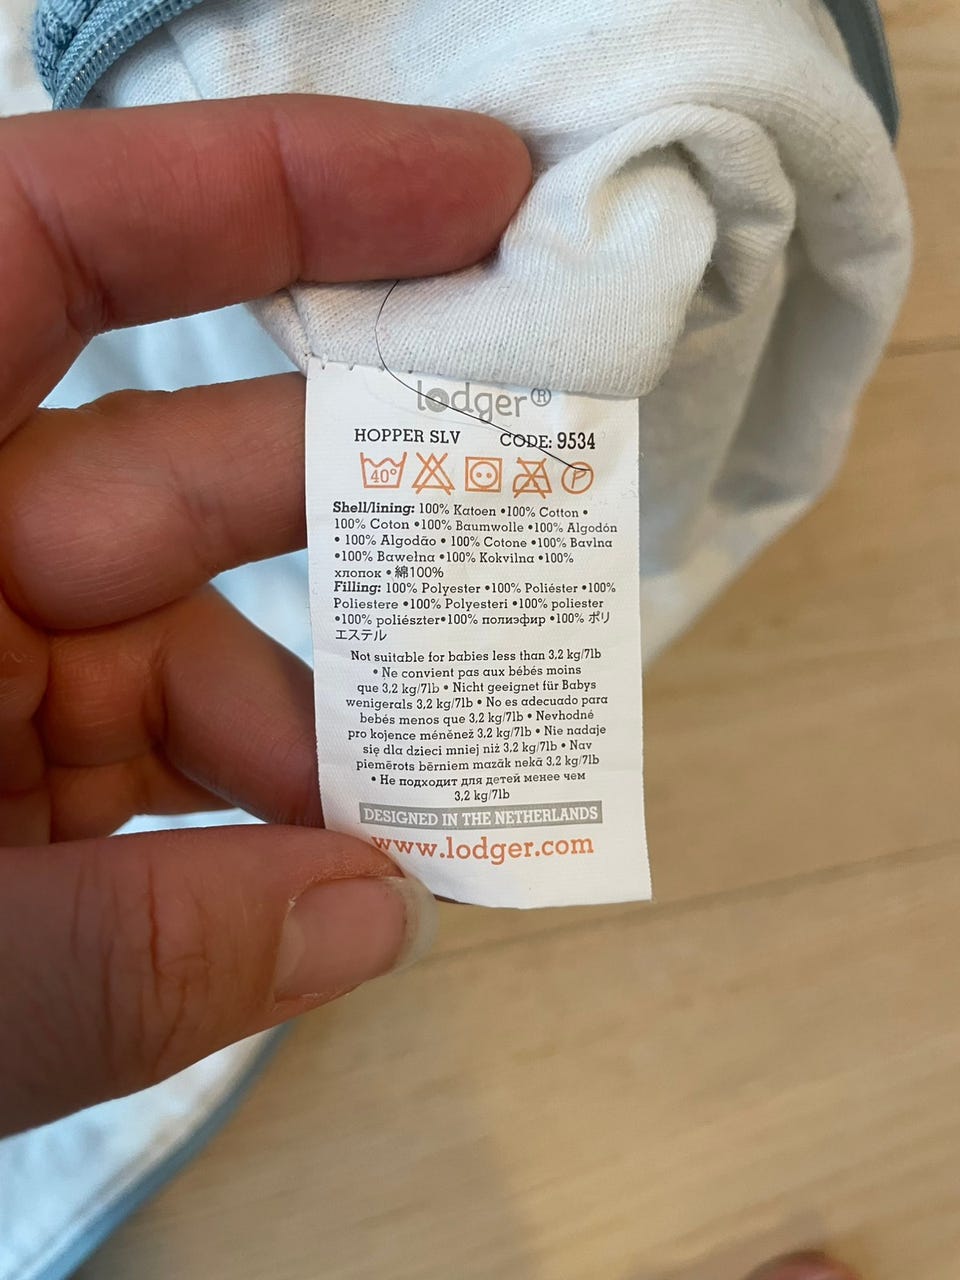 lodger®
HOPPER SLV CODE: 9534
40°
P
Shell/lining: 100% Katoen •100% Cotton •
100% Coton •100% Baumwolle •100% Algodón
• 100% Algodão • 100% Cotone •100% Bavlna
•100% Bawełna •100% Kokvilna •100%
хлопок • 綿100%
Filling: 100% Polyester •100% Poliéster •100%
Poliestere •100% Polyesteri •100% poliester
•100% poliészter•100% полиэфир •100% ポリ
エステル
Not suitable for babies less than 3,2 kg/7lb
• Ne convient pas aux bébés moins
que 3,2 kg/7lb • Nicht geeignet für Babys
wenigerals 3,2 kg/7lb • No es adecuado para
bebés menos que 3,2 kg/7lb • Nevhodné
pro kojence méněnež 3,2 kg/7lb • Nie nadaje
się dla dzieci mniej niż 3.2 kg/7lb • Nav
piemērots bērniem mazāk nekā 3,2 kg/7lb
• Не подходит для детей менее чем
3,2 kg/7lb
DESIGNED IN THE NETHERLANDS
www.lodger.com